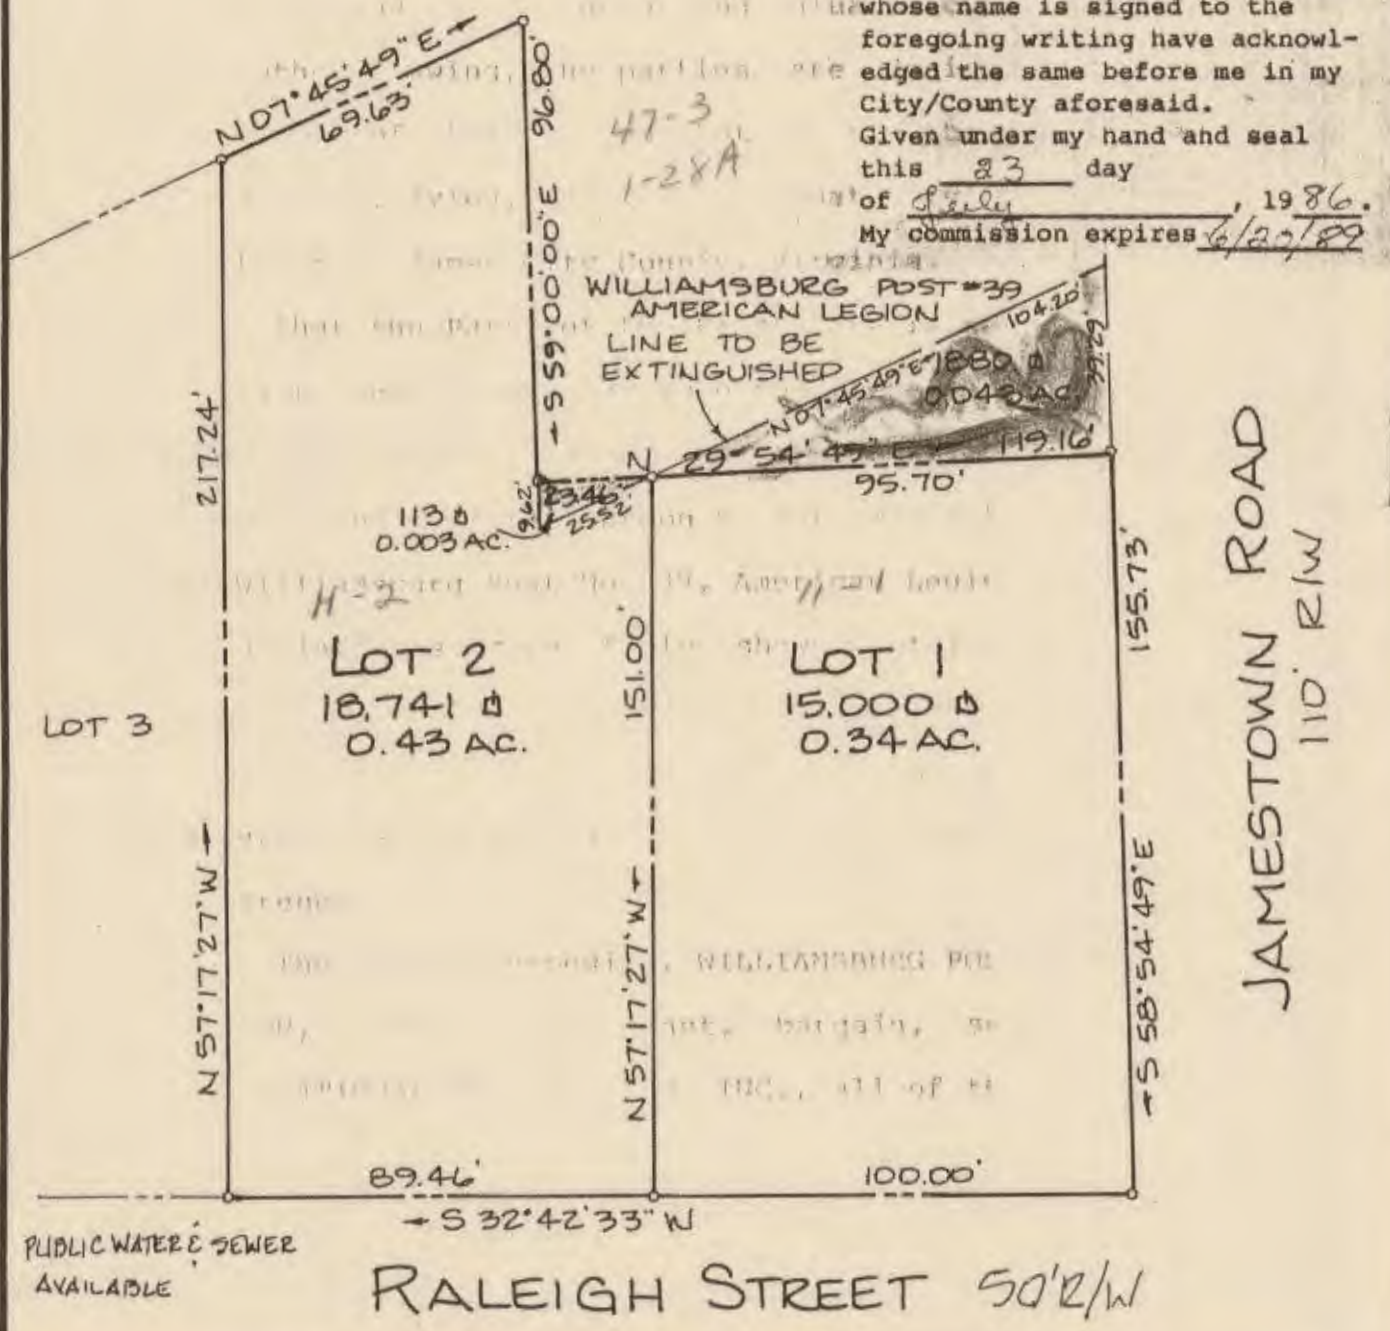 whose name is signed to the
foregoing writing have acknowl-
edged the same before me in my
City/County aforesaid.
Given under my hand and seal
this 23 day
of July, 1986.
My commission expires 6/20/89
N 07°45'49" E
69.63'
96.80'
S 59°00'00" E
47-3
1-28A
WILLIAMSBURG POST #39
AMERICAN LEGION
LINE TO BE
EXTINGUISHED
104.20'
N 07°45'49" E
1880 ⌑
0.043 AC.
N 29°54'49" E 119.16'
95.70'
217.24'
23.46'
25.52'
9.62'
113 ⌑
0.003 AC.
LOT 2
18,741 ⌑
0.43 AC.
LOT 1
15.000 ⌑
0.34 AC.
LOT 3
151.00'
155.73'
N 57°17'27" W
N 57°17'27" W
S 58°54'49" E
JAMESTOWN ROAD
110' R/W
89.46'
100.00'
S 32°42'33" W
PUBLIC WATER & SEWER
AVAILABLE
RALEIGH STREET 50' R/W